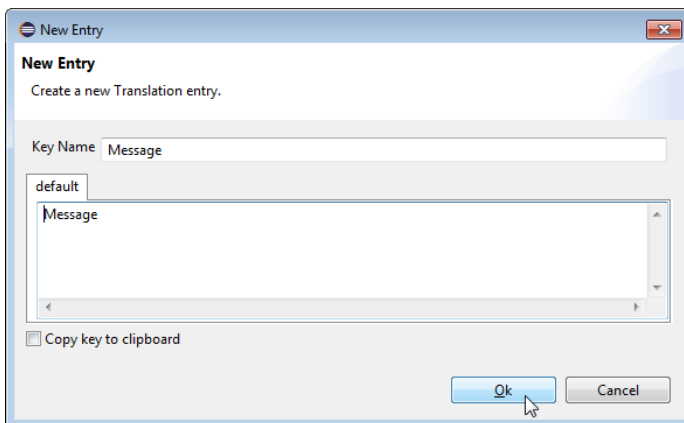 New Entry
New Entry
Create a new Translation entry.
Key Name Message
default
Message
Copy key to clipboard
Ok Cancel